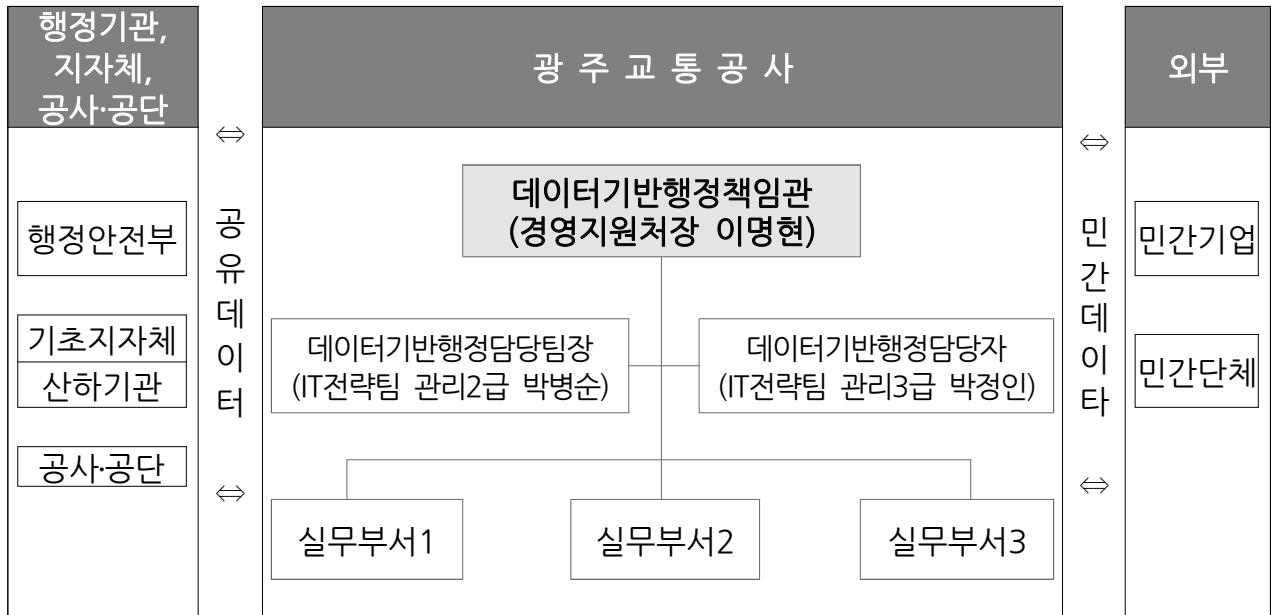 행정기관,
지자체,
공사·공단
광 주 교 통 공 사
외부
⇔
공
유
데
이
터
⇔
⇔
민
간
데
이
타
⇔
행정안전부
기초지자체
산하기관
공사·공단
데이터기반행정책임관
(경영지원처장 이명현)
데이터기반행정담당팀장
(IT전략팀 관리2급 박병순)
데이터기반행정담당자
(IT전략팀 관리3급 박정인)
실무부서1
실무부서2
실무부서3
민간기업
민간단체